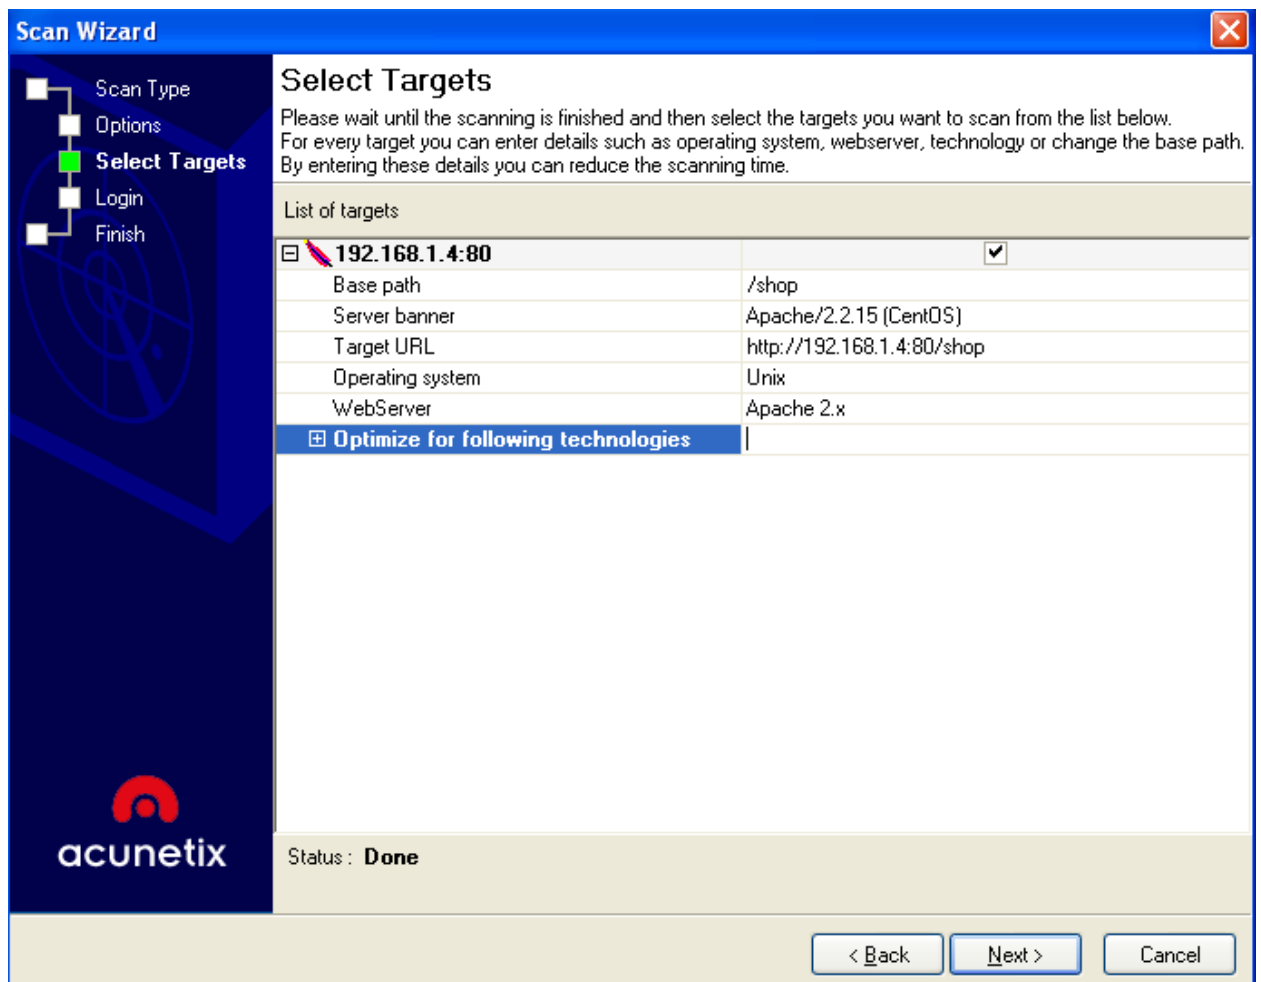 Scan Wizard
Scan Type
Options
Select Targets
Login
Finish
Select Targets
Please wait until the scanning is finished and then select the targets you want to scan from the list below.
For every target you can enter details such as operating system, webserver, technology or change the base path.
By entering these details you can reduce the scanning time.
List of targets
192.168.1.4:80
Base path /shop
Server banner Apache/2.2.15 (CentOS)
Target URL http://192.168.1.4:80/shop
Operating system Unix
WebServer Apache 2.x
Optimize for following technologies
acunetix
Status : Done
< Back Next > Cancel